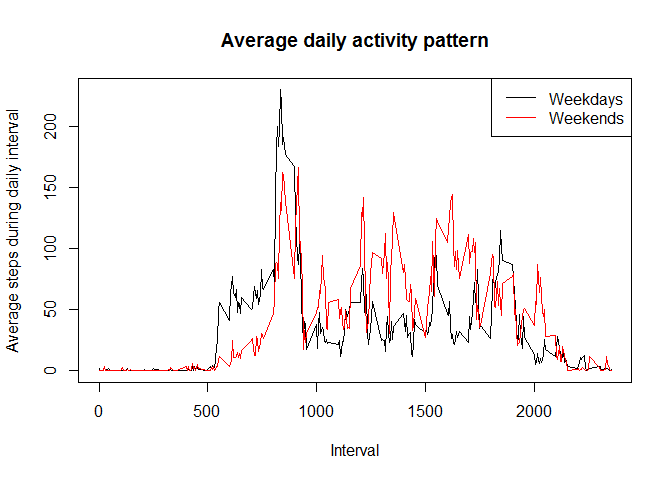 Average daily activity pattern
Weekdays
Weekends
Average steps during daily interval
200
150
100
50
0
0 500 1000 1500 2000
Interval